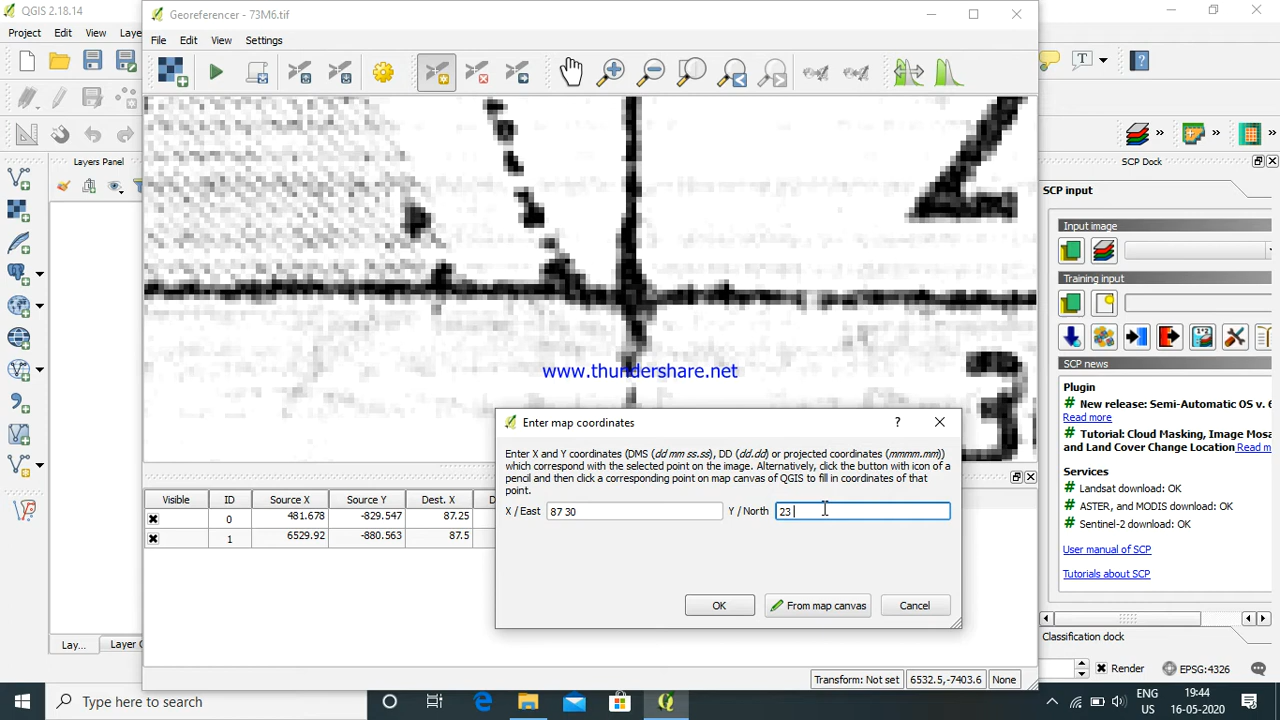 QGIS 2.18.14
Georeferencer - 73M6.tif
Project Edit View Laye
File Edit View Settings
Layers Panel
SCP Dock
SCP input
Input image
Training input
SCP news
Plugin
# New release: Semi-Automatic OS v. 6
Read more
# Tutorial: Cloud Masking, Image Mosa
and Land Cover Change Location Read m
Services
# Landsat download: OK
# ASTER, and MODIS download: OK
# Sentinel-2 download: OK
User manual of SCP
Tutorials about SCP
Classification dock
www.thundershare.net
3
Enter map coordinates
Enter X and Y coordinates (DMS (dd mm ss.ss), DD (dd.dd) or projected coordinates (mmmm.mm))
which correspond with the selected point on the image. Alternatively, click the button with icon of a
pencil and then click a corresponding point on map canvas of QGIS to fill in coordinates of that
point.
X / East 87 30 Y / North 23
OK From map canvas Cancel
Visible ID Source X Source Y Dest. X D
0 481.678 -829.547 87.25
1 6529.92 -880.563 87.5
Lay... Layer O
Transform: Not set 6532.5,-7403.6 None
Render EPSG:4326
Type here to search
ENG
US
19:44
16-05-2020